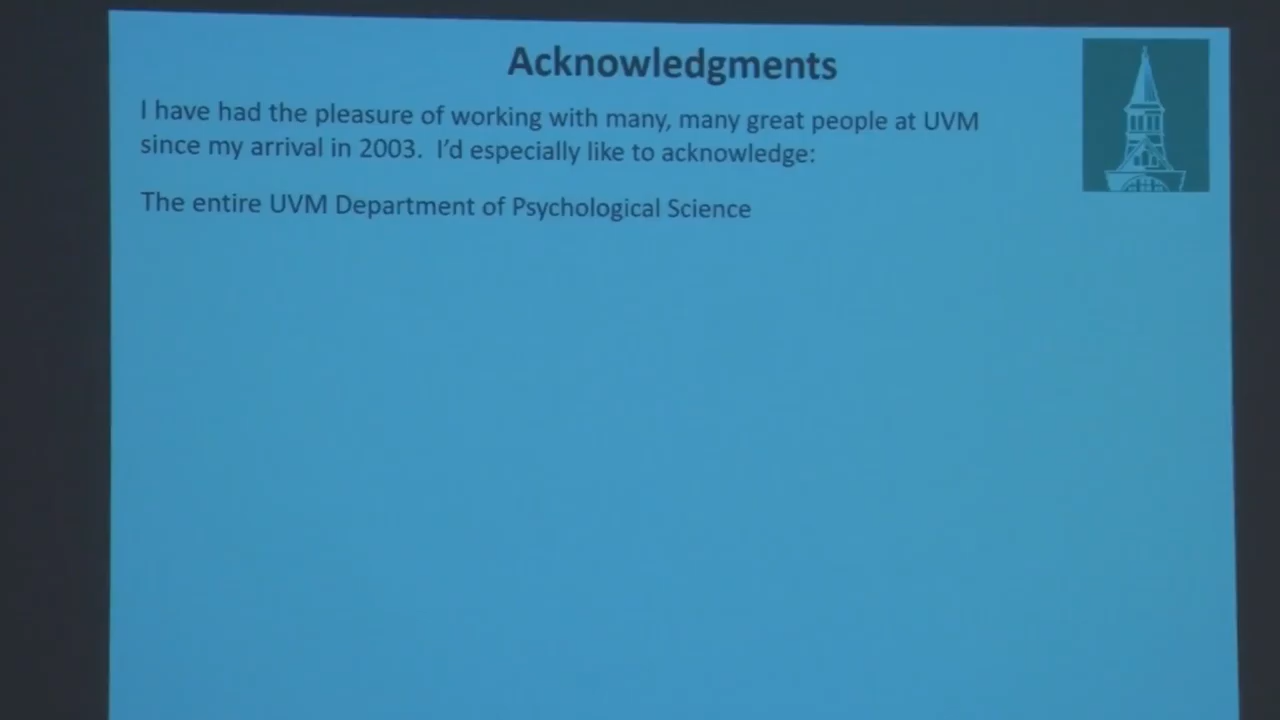 Acknowledgments
I have had the pleasure of working with many, many great people at UVM
since my arrival in 2003.  I'd especially like to acknowledge:
The entire UVM Department of Psychological Science